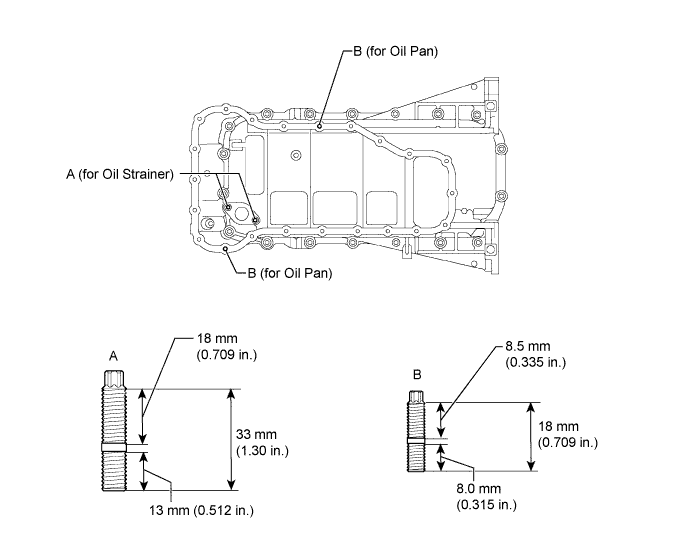 B (for Oil Pan)
A (for Oil Strainer)
B (for Oil Pan)
18 mm
(0.709 in.)
A
33 mm
(1.30 in.)
13 mm (0.512 in.)
8.5 mm
(0.335 in.)
B
18 mm
(0.709 in.)
8.0 mm
(0.315 in.)